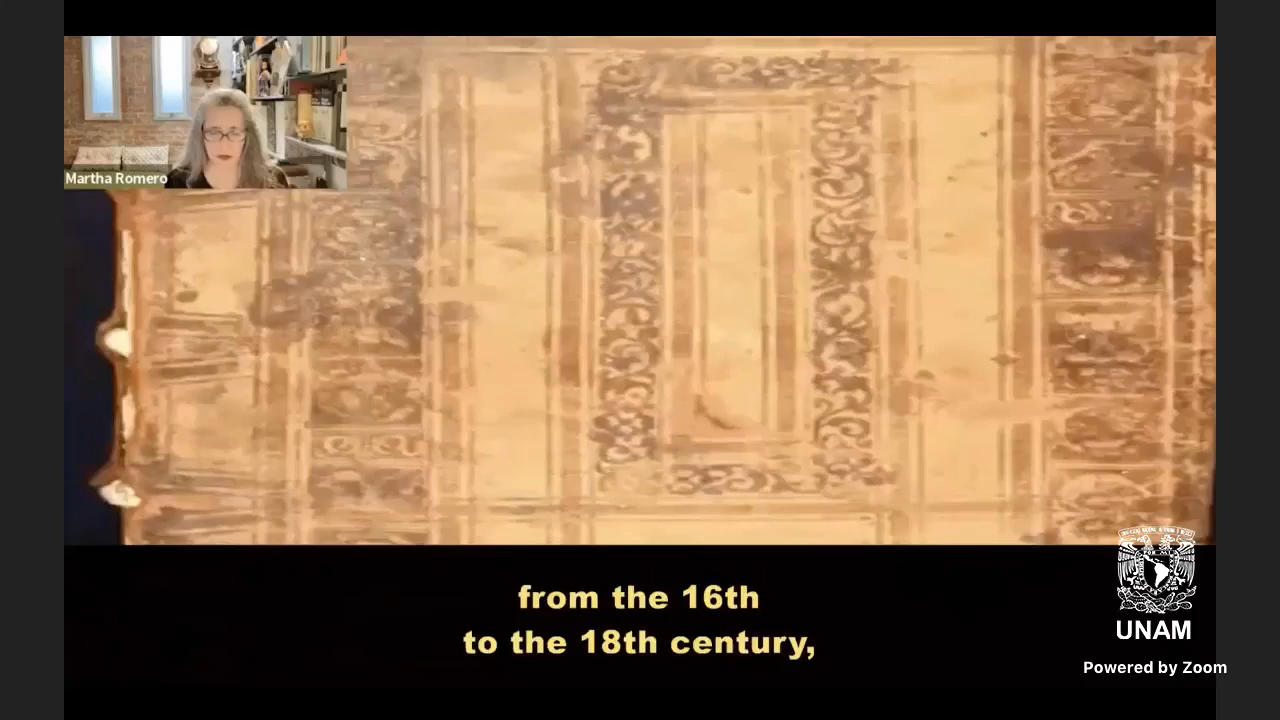 Martha Romero
from the 16th
to the 18th century,
UNAM
Powered by Zoom